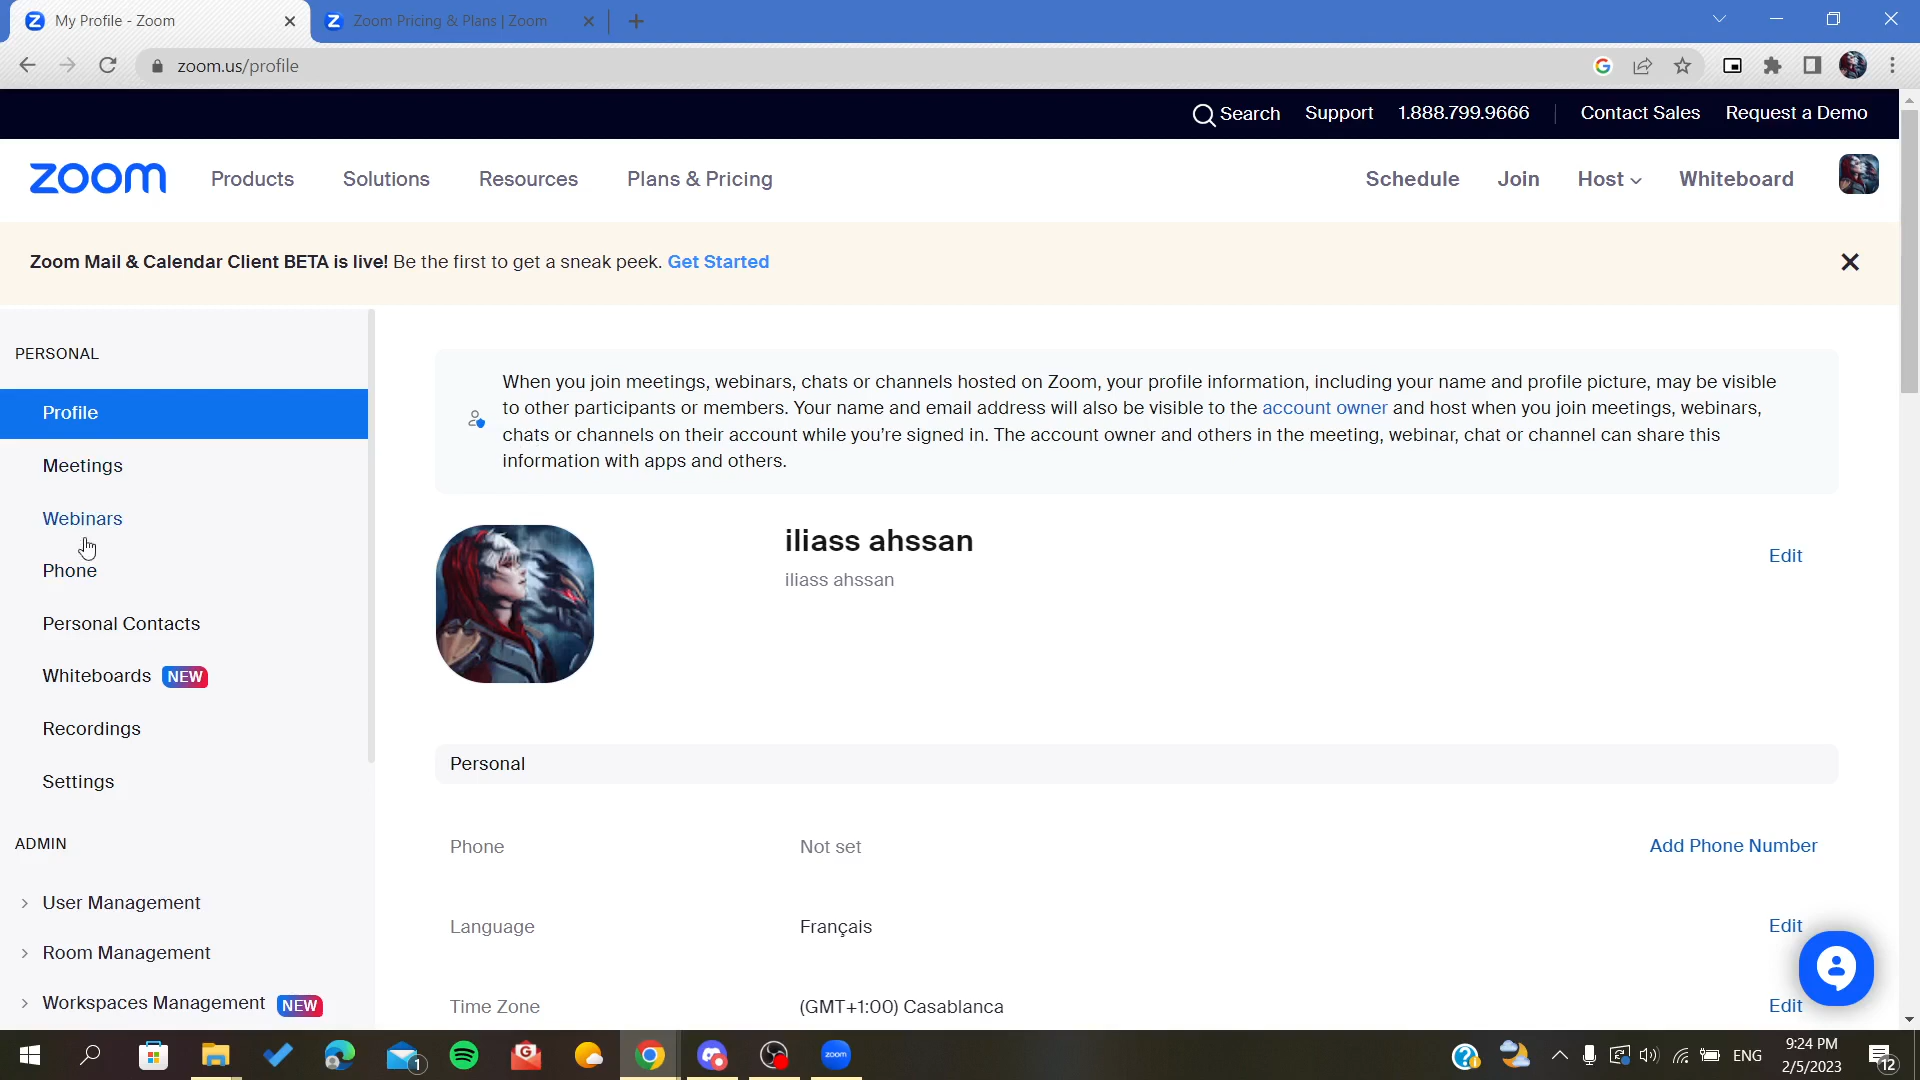 My Profile - Zoom
Zoom Pricing & Plans | Zoom
zoom.us/profile
Search
Support
1.888.799.9666
Contact Sales
Request a Demo
zoom
Products
Solutions
Resources
Plans & Pricing
Schedule
Join
Host
Whiteboard
Zoom Mail & Calendar Client BETA is live! Be the first to get a sneak peek. Get Started
PERSONAL
Profile
Meetings
Webinars
Phone
Personal Contacts
Whiteboards NEW
Recordings
Settings
ADMIN
User Management
Room Management
Workspaces Management NEW
When you join meetings, webinars, chats or channels hosted on Zoom, your profile information, including your name and profile picture, may be visible
to other participants or members. Your name and email address will also be visible to the account owner and host when you join meetings, webinars,
chats or channels on their account while you're signed in. The account owner and others in the meeting, webinar, chat or channel can share this
information with apps and others.
iliass ahssan
iliass ahssan
Edit
Personal
Phone
Not set
Add Phone Number
Language
Français
Edit
Time Zone
(GMT+1:00) Casablanca
Edit
1
zoom
ENG
9:24 PM
2/5/2023
12